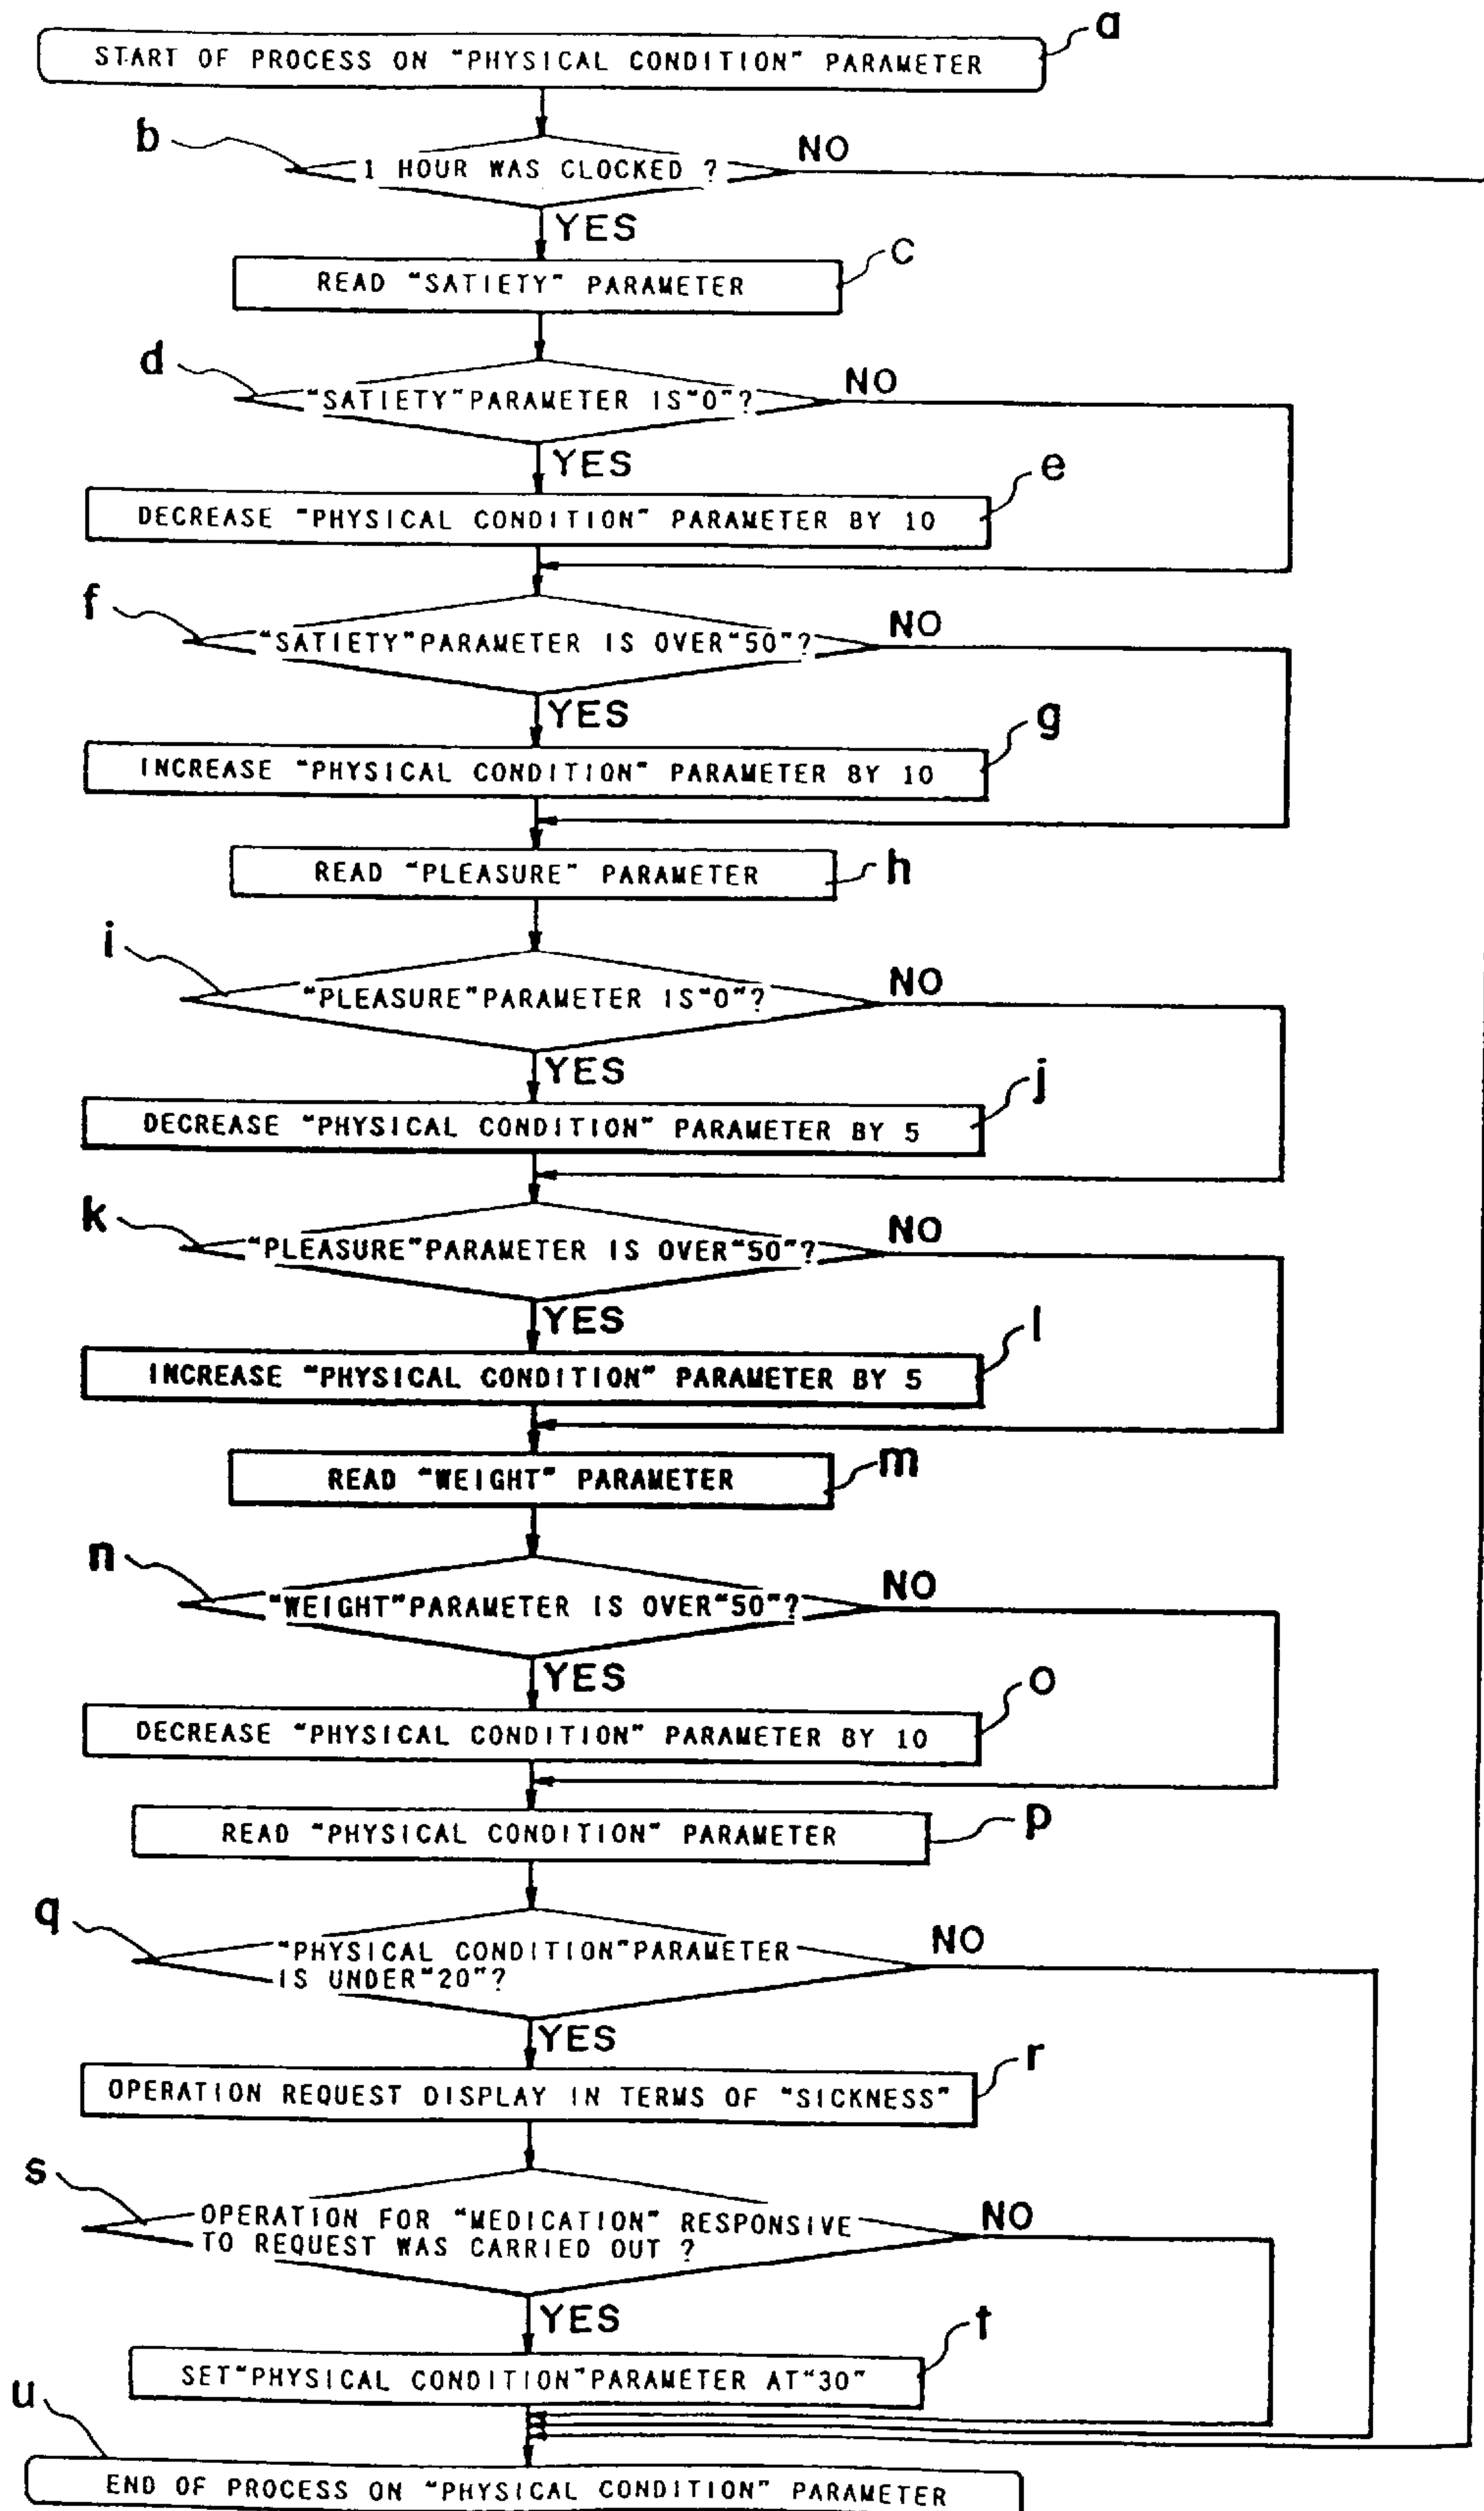 a
START OF PROCESS ON "PHYSICAL CONDITION" PARAMETER
b
1 HOUR WAS CLOCKED ?
NO
YES
c
READ "SATIETY" PARAMETER
d
"SATIETY"PARAMETER IS"0"?
NO
YES
e
DECREASE "PHYSICAL CONDITION" PARAMETER BY 10
f
"SATIETY"PARAMETER IS OVER"50"?
NO
YES
g
INCREASE "PHYSICAL CONDITION" PARAMETER BY 10
READ "PLEASURE" PARAMETER
h
i
"PLEASURE"PARAMETER IS"0"?
NO
YES
j
DECREASE "PHYSICAL CONDITION" PARAMETER BY 5
k
"PLEASURE"PARAMETER IS OVER"50"?
NO
YES
l
INCREASE "PHYSICAL CONDITION" PARAMETER BY 5
READ "WEIGHT" PARAMETER
m
n
"WEIGHT"PARAMETER IS OVER"50"?
NO
YES
o
DECREASE "PHYSICAL CONDITION" PARAMETER BY 10
READ "PHYSICAL CONDITION" PARAMETER
p
q
"PHYSICAL CONDITION"PARAMETER
IS UNDER"20"?
NO
YES
r
OPERATION REQUEST DISPLAY IN TERMS OF "SICKNESS"
s
OPERATION FOR "MEDICATION" RESPONSIVE
TO REQUEST WAS CARRIED OUT ?
NO
YES
t
SET"PHYSICAL CONDITION"PARAMETER AT"30"
u
END OF PROCESS ON "PHYSICAL CONDITION" PARAMETER